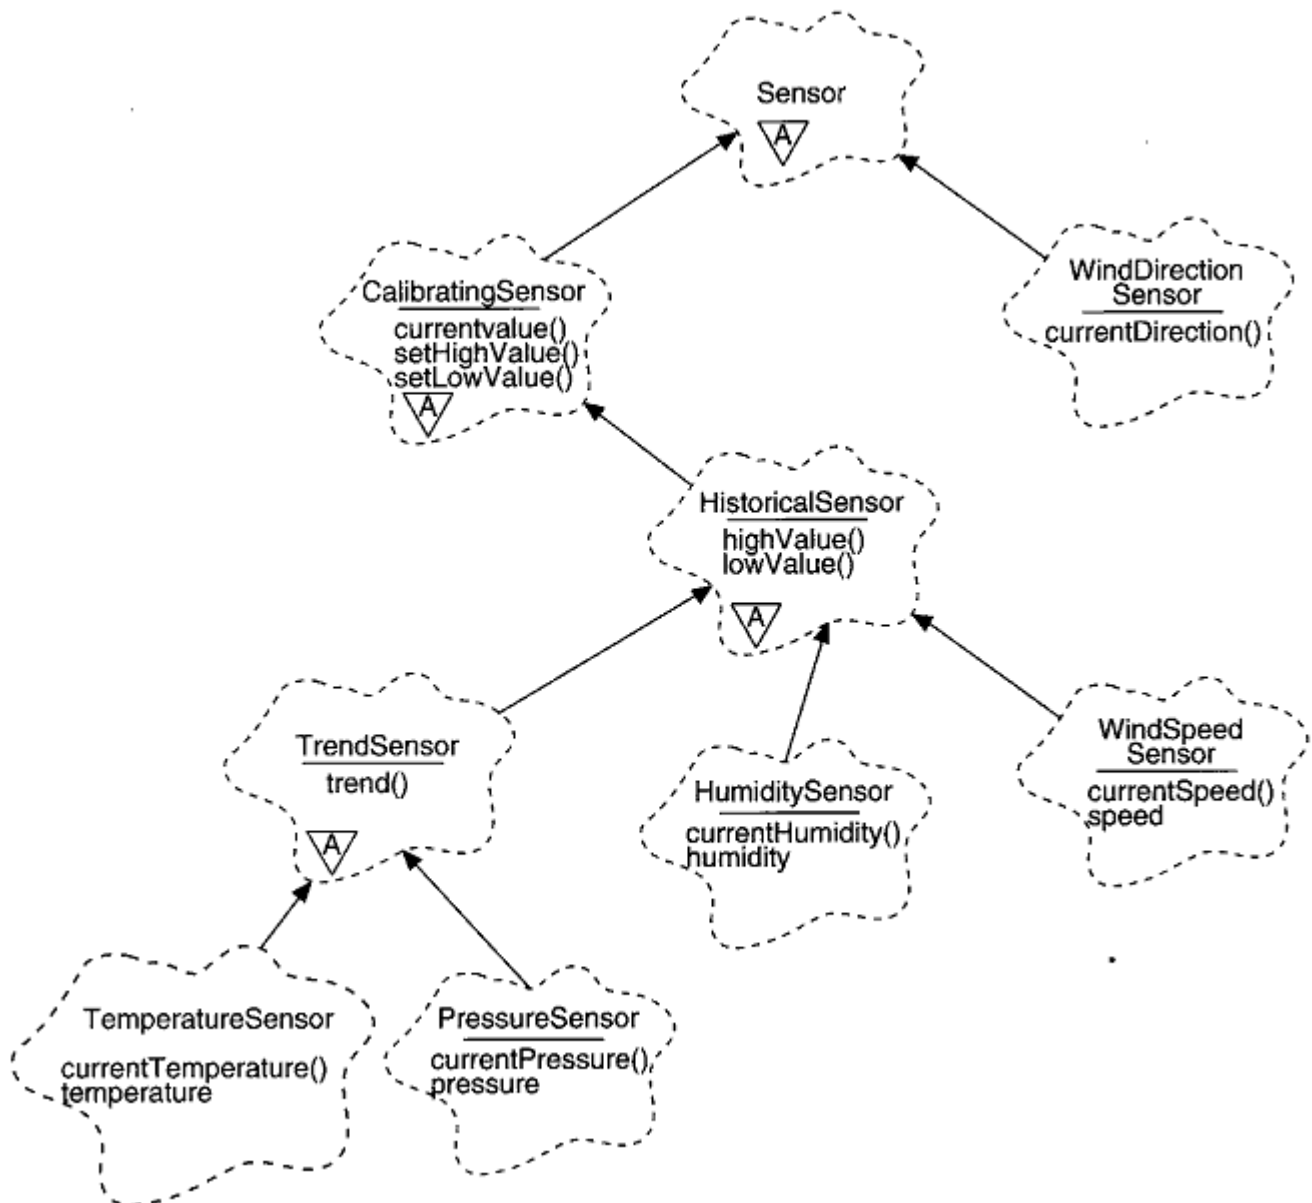 Sensor
A
CalibratingSensor
currentvalue()
setHighValue()
setLowValue()
A
WindDirection
Sensor
currentDirection()
HistoricalSensor
highValue()
lowValue()
A
TrendSensor
trend()
A
HumiditySensor
currentHumidity()
humidity
WindSpeed
Sensor
currentSpeed()
speed
TemperatureSensor
currentTemperature()
temperature
PressureSensor
currentPressure()
pressure